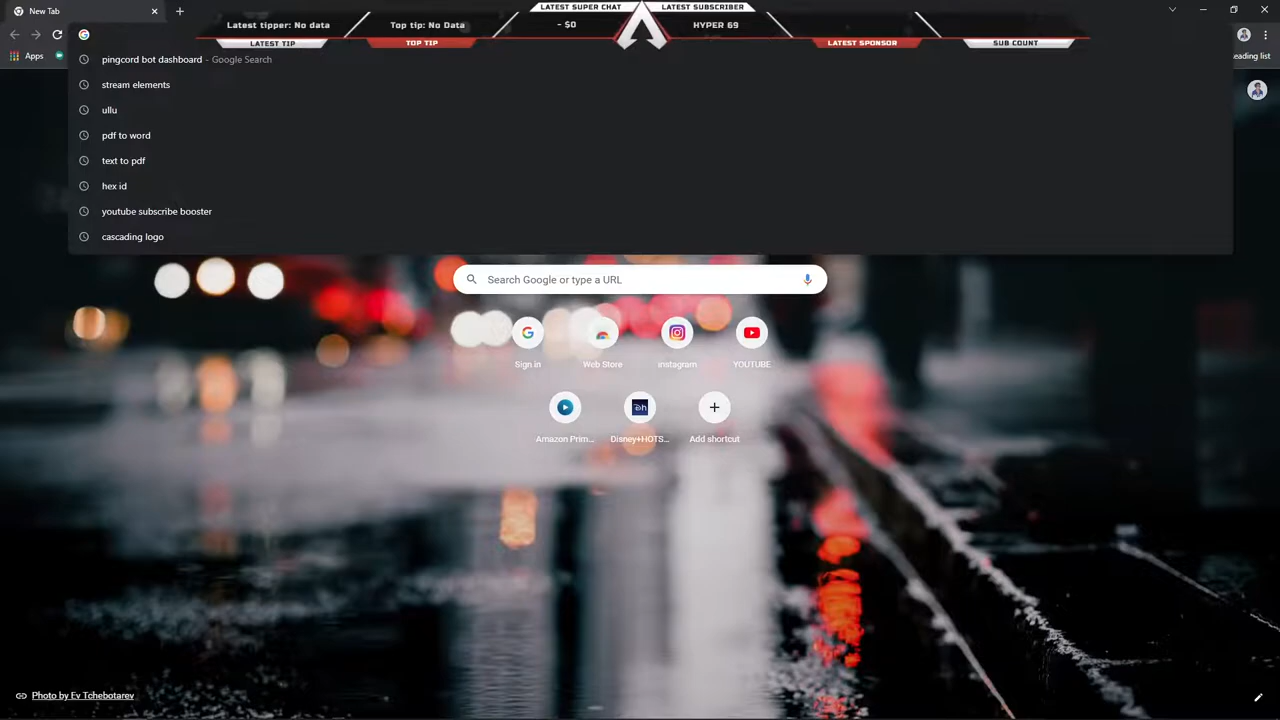 New Tab
Latest tipper: No data
Top tip: No Data
LATEST SUPER CHAT
- $0
LATEST SUBSCRIBER
HYPER 69
LATEST TIP
TOP TIP
LATEST SPONSOR
SUB COUNT
Apps
eading list
pingcord bot dashboard - Google Search
stream elements
ullu
pdf to word
text to pdf
hex id
youtube subscribe booster
cascading logo
Search Google or type a URL
Sign in
Web Store
instagram
YOUTUBE
Amazon Prim...
Disney+HOTS...
Add shortcut
Photo by Ev Tchebotarev